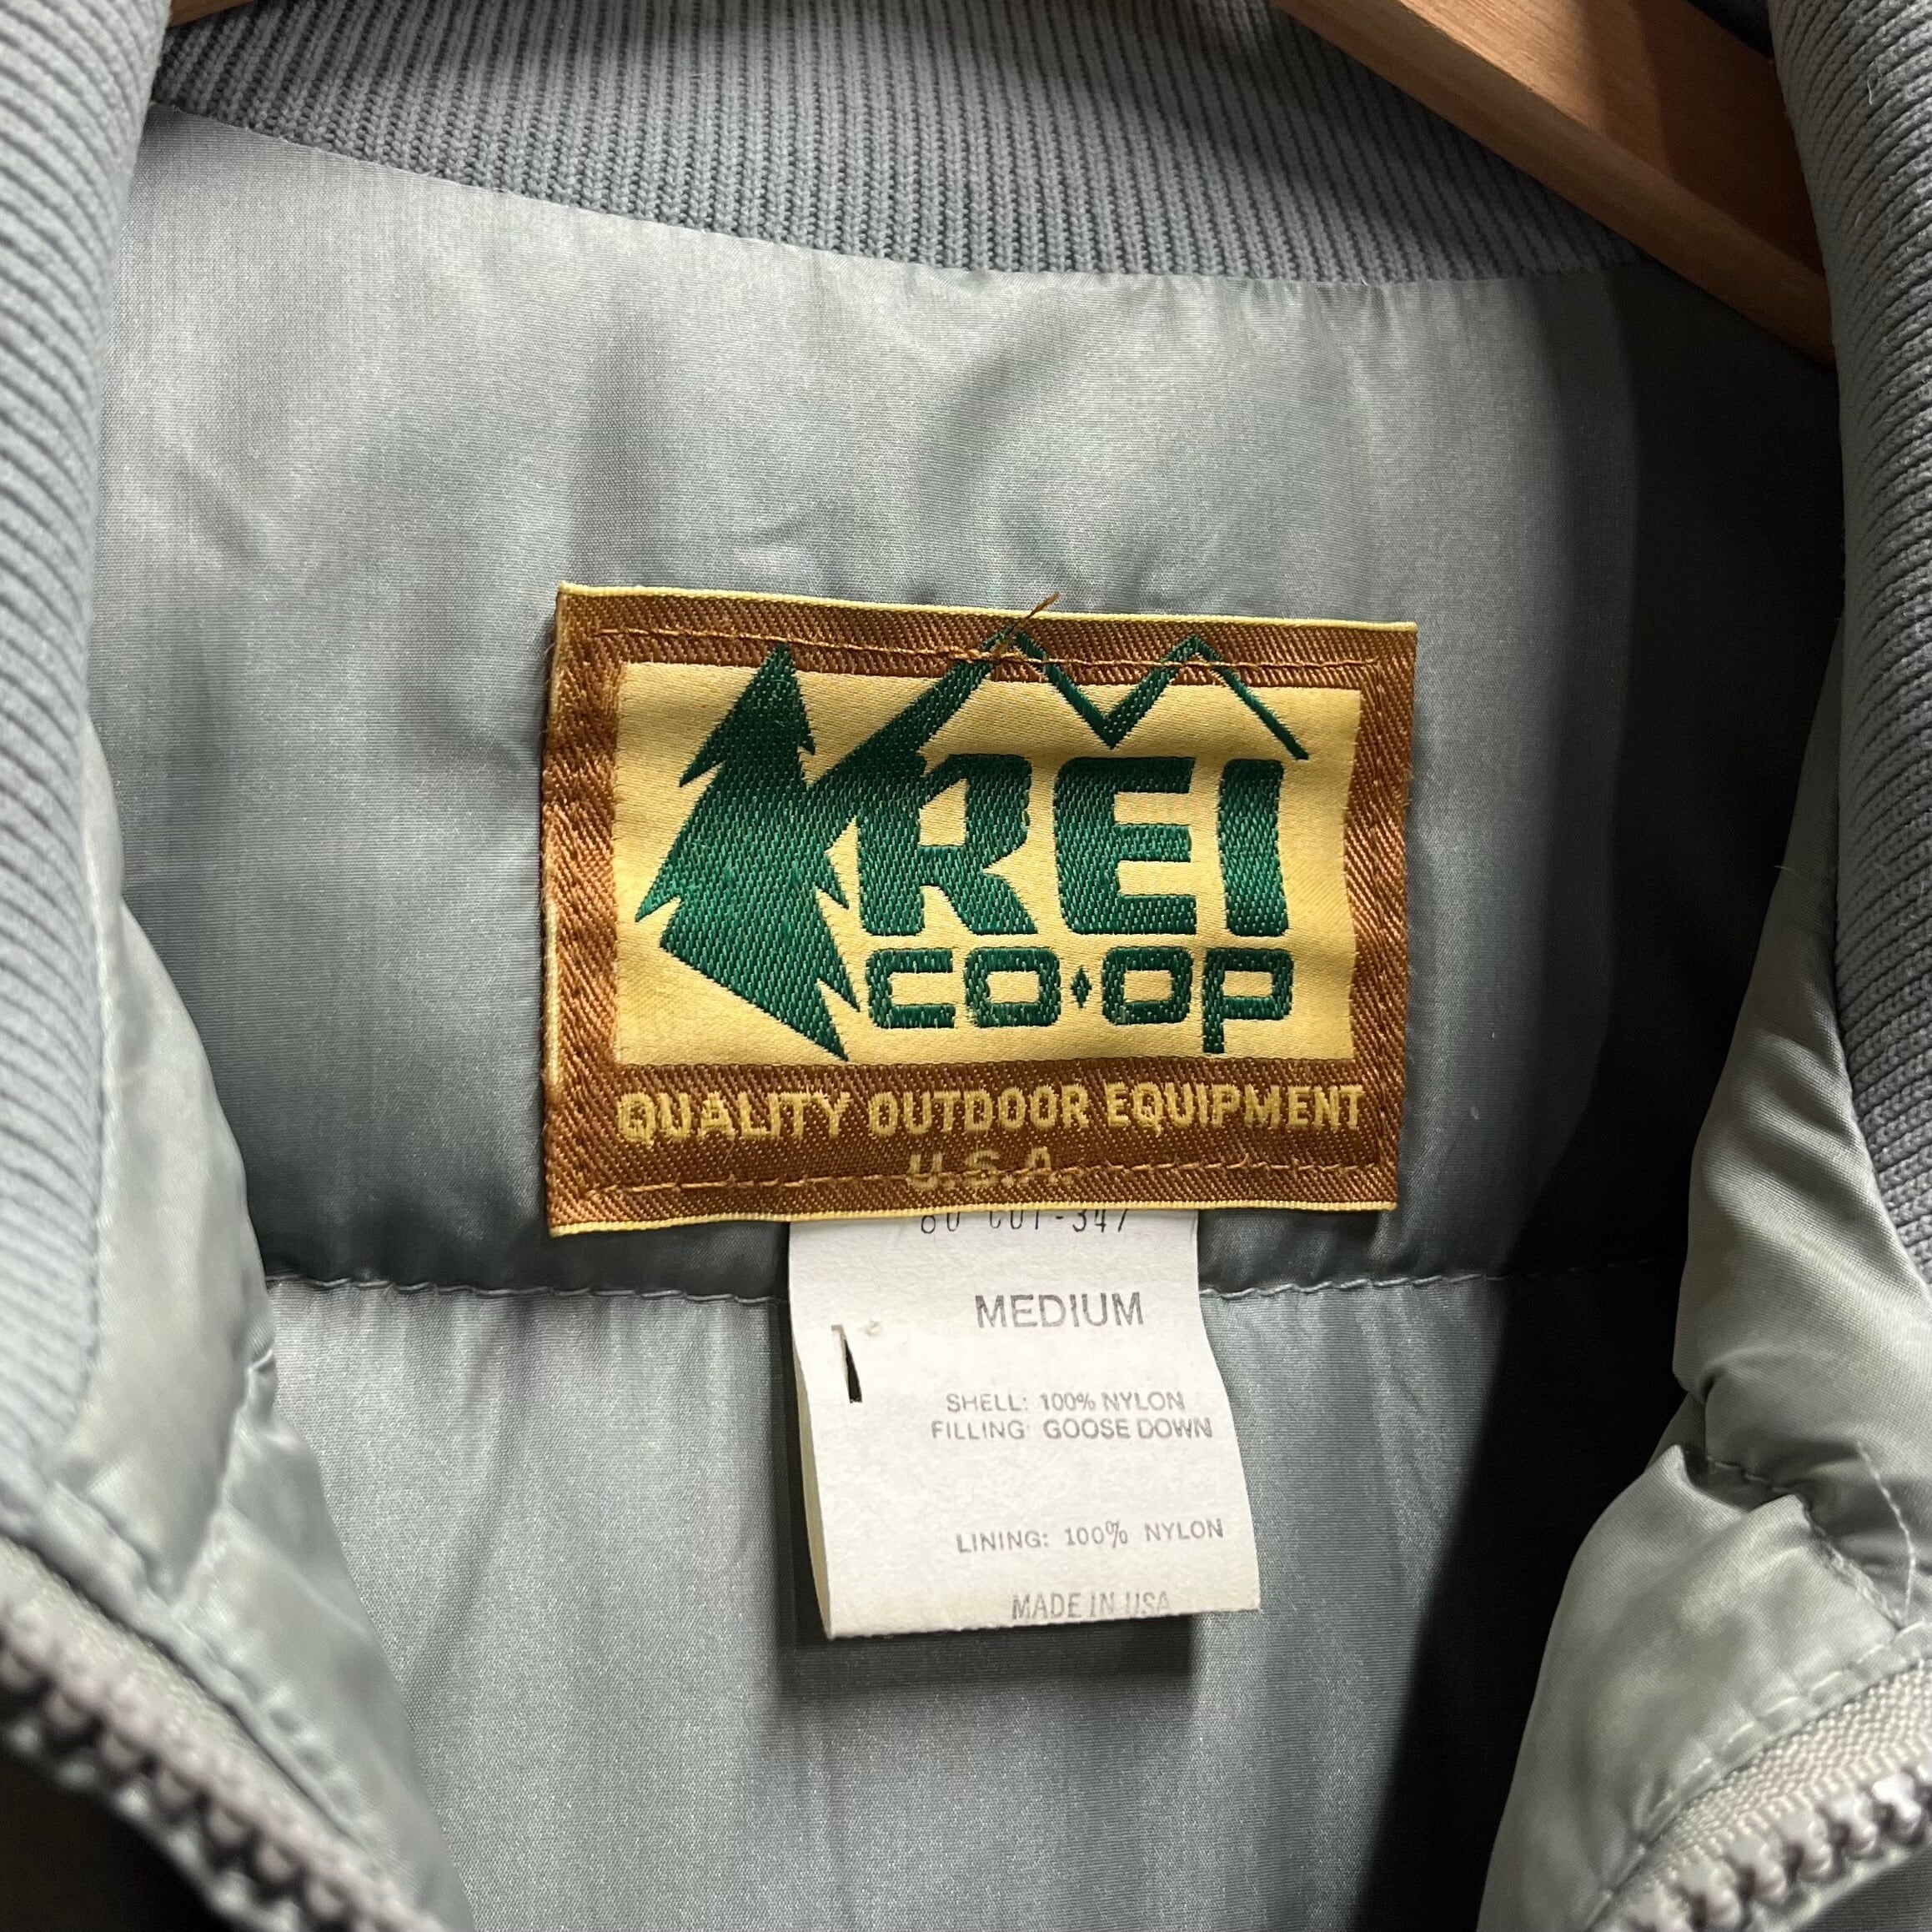 REI
CO·OP
QUALITY OUTDOOR EQUIPMENT
U.S.A.
MEDIUM
SHELL: 100% NYLON
FILLING: GOOSE DOWN
LINING: 100% NYLON
MADE IN USA